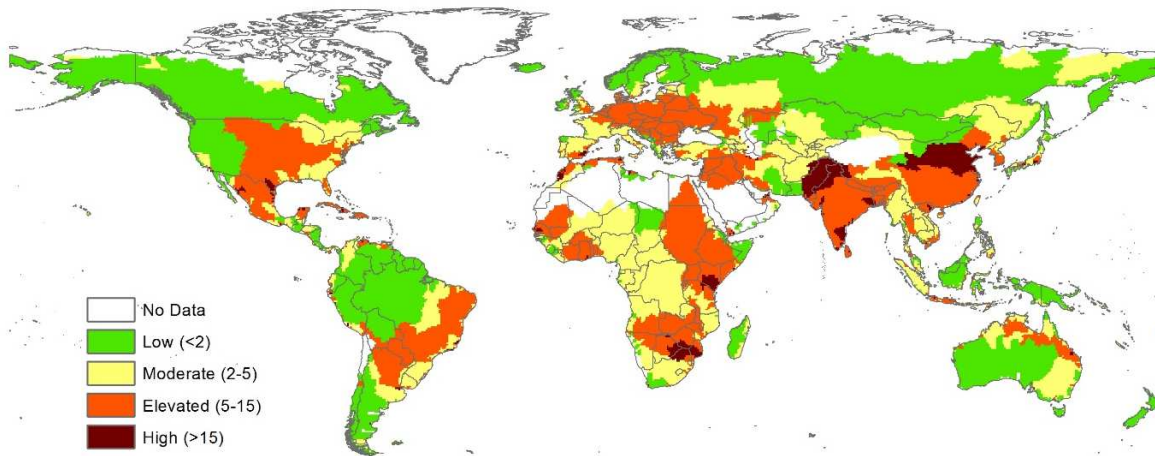 No Data
Low (<2)
Moderate (2-5)
Elevated (5-15)
High (>15)